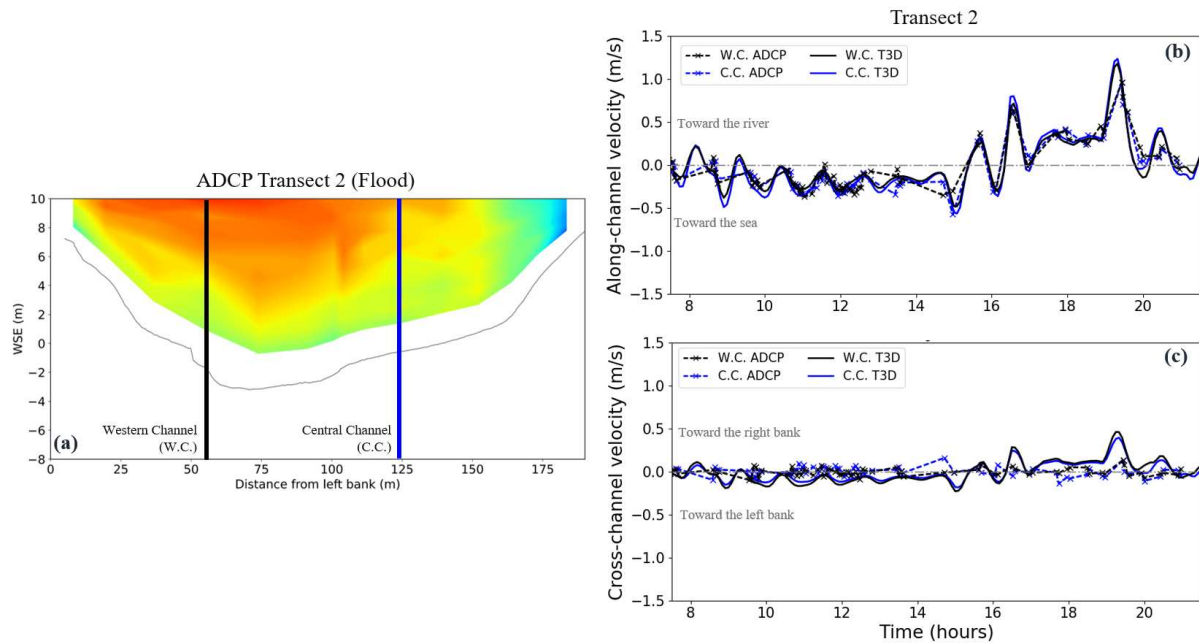 ADCP Transect 2 (Flood)
WSE (m)
10
8
6
4
2
0
−2
−4
−6
−8
(a)
Western Channel
(W.C.)
Central Channel
(C.C.)
0 25 50 75 100 125 150 175
Distance from left bank (m)
Transect 2
Along-channel velocity (m/s)
1.5
1.0
0.5
0.0
−0.5
−1.0
−1.5
W.C. ADCP W.C. T3D
C.C. ADCP C.C. T3D
(b)
Toward the river
Toward the sea
8 10 12 14 16 18 20
Cross-channel velocity (m/s)
1.5
1.0
0.5
0.0
−0.5
−1.0
−1.5
W.C. ADCP W.C. T3D
C.C. ADCP C.C. T3D
(c)
Toward the right bank
Toward the left bank
8 10 12 14 16 18 20
Time (hours)